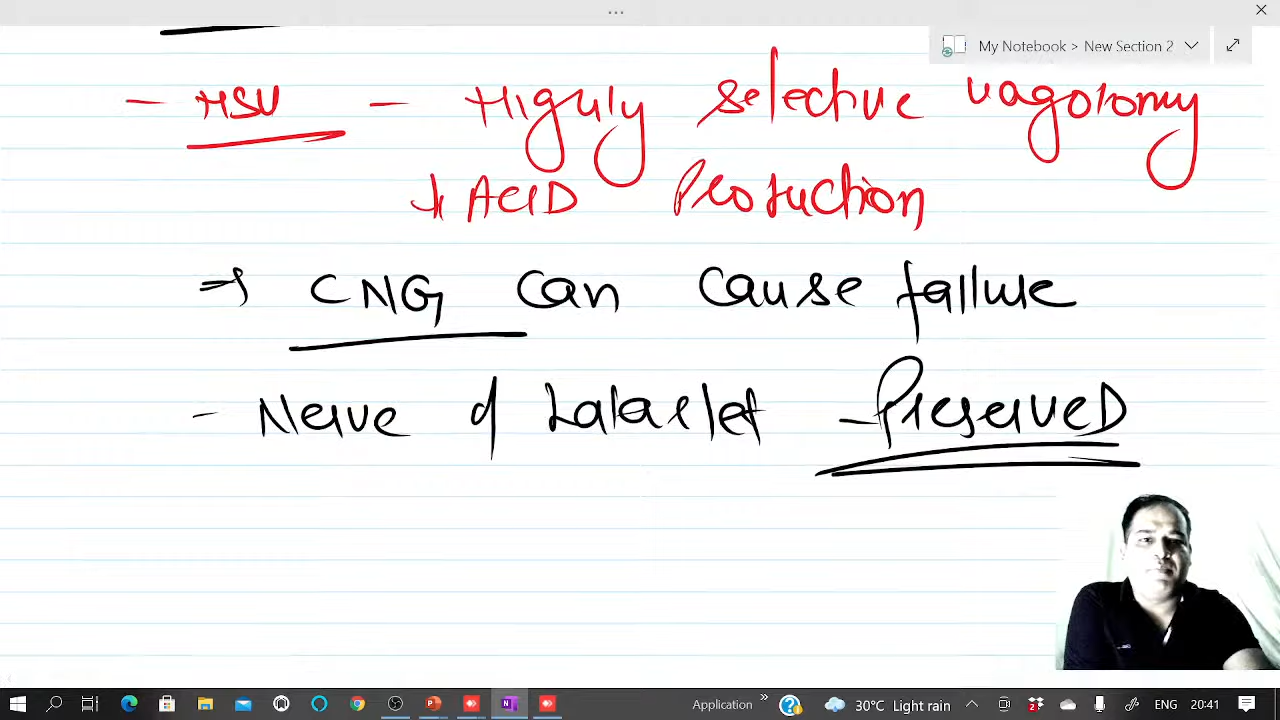 My Notebook > New Section 2
- HSV - Highly selective vagotomy
↓ ACID Production
⇒ CNG Can Cause failure
- Nerve of Latarjet - PreserveD
Application
30°C Light rain
ENG
20:41